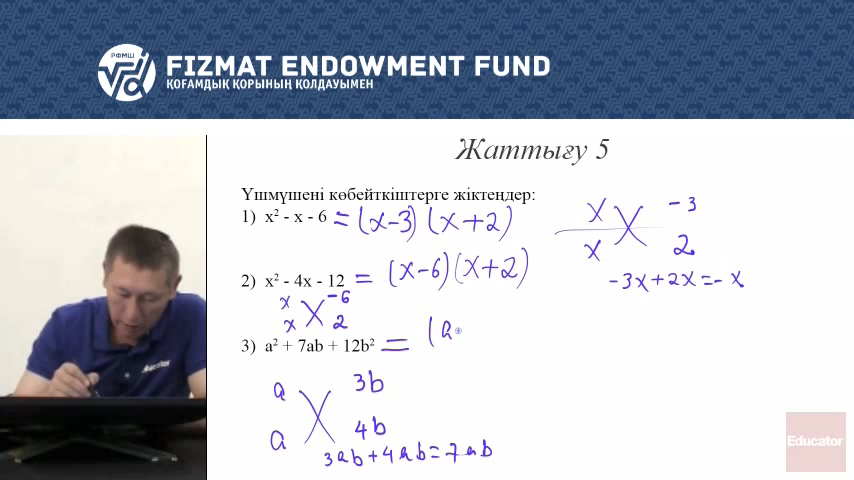 РФМШ
FIZMAT ENDOWMENT FUND
ҚОҒАМДЫҚ ҚОРЫНЫҢ ҚОЛДАУЫМЕН
Жаттығу 5
Үшмүшені көбейткіштерге жіктеңдер:
1) x² - x - 6 = (x-3) (x+2)
x -3
x 2
-3x+2x=-x
2) x² - 4x - 12 = (x-6)(x+2)
x -6
x 2
3) a² + 7ab + 12b² = (a
a 3b
a 4b
3ab+4ab=7ab
Educator